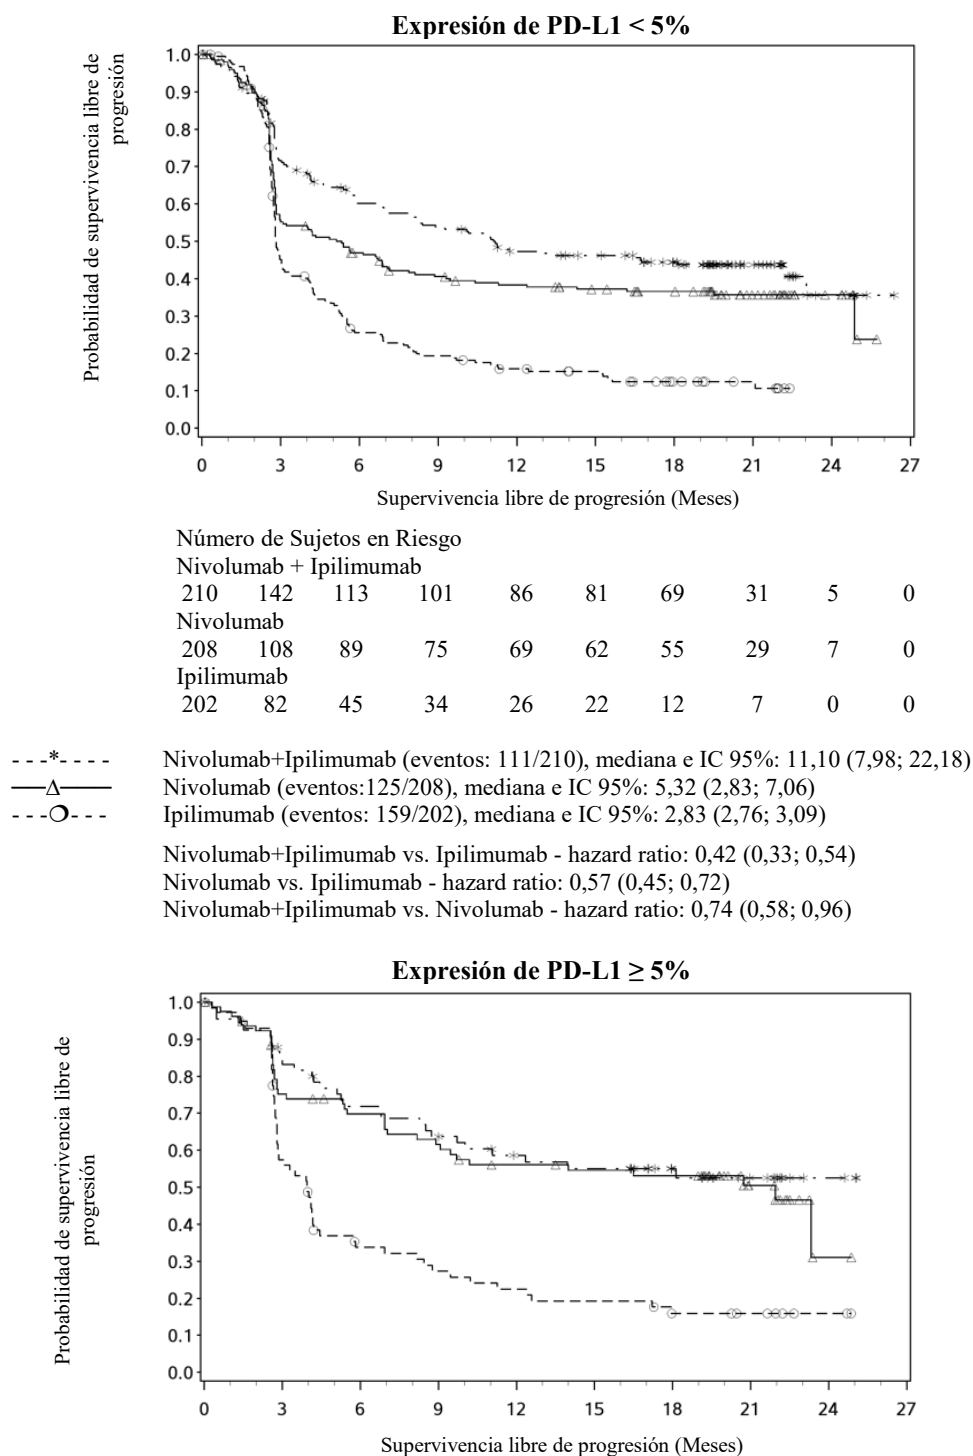 Expresión de PD-L1 < 5%
Probabilidad de supervivencia libre de
progresión
1.0
0.9
0.8
0.7
0.6
0.5
0.4
0.3
0.2
0.1
0.0
0 3 6 9 12 15 18 21 24 27
Supervivencia libre de progresión (Meses)
Número de Sujetos en Riesgo
Nivolumab + Ipilimumab
210 142 113 101 86 81 69 31 5 0
Nivolumab
208 108 89 75 69 62 55 29 7 0
Ipilimumab
202 82 45 34 26 22 12 7 0 0
- - -*- - - - Nivolumab+Ipilimumab (eventos: 111/210), mediana e IC 95%: 11,10 (7,98; 22,18)
——Δ—— Nivolumab (eventos:125/208), mediana e IC 95%: 5,32 (2,83; 7,06)
- - -O- - - Ipilimumab (eventos: 159/202), mediana e IC 95%: 2,83 (2,76; 3,09)
Nivolumab+Ipilimumab vs. Ipilimumab - hazard ratio: 0,42 (0,33; 0,54)
Nivolumab vs. Ipilimumab - hazard ratio: 0,57 (0,45; 0,72)
Nivolumab+Ipilimumab vs. Nivolumab - hazard ratio: 0,74 (0,58; 0,96)
Expresión de PD-L1 ≥ 5%
Probabilidad de supervivencia libre de
progresión
1.0
0.9
0.8
0.7
0.6
0.5
0.4
0.3
0.2
0.1
0.0
0 3 6 9 12 15 18 21 24 27
Supervivencia libre de progresión (Meses)